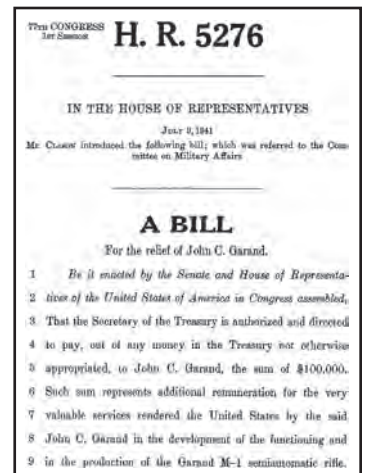 77TH CONGRESS
1ST SESSION
H. R. 5276
IN THE HOUSE OF REPRESENTATIVES
JULY 9, 1941
Mr. CLASON introduced the following bill; which was referred to the Com-
mittee on Military Affairs
A BILL
For the relief of John C. Garand.
1 Be it enacted by the Senate and House of Representa-
2 tives of the United States of America in Congress assembled,
3 That the Secretary of the Treasury is authorized and directed
4 to pay, out of any money in the Treasury not otherwise
5 appropriated, to John C. Garand, the sum of $100,000.
6 Such sum represents additional remuneration for the very
7 valuable services rendered the United States by the said
8 John C. Garand in the development of the functioning and
9 in the production of the Garand M-1 semiautomatic rifle.